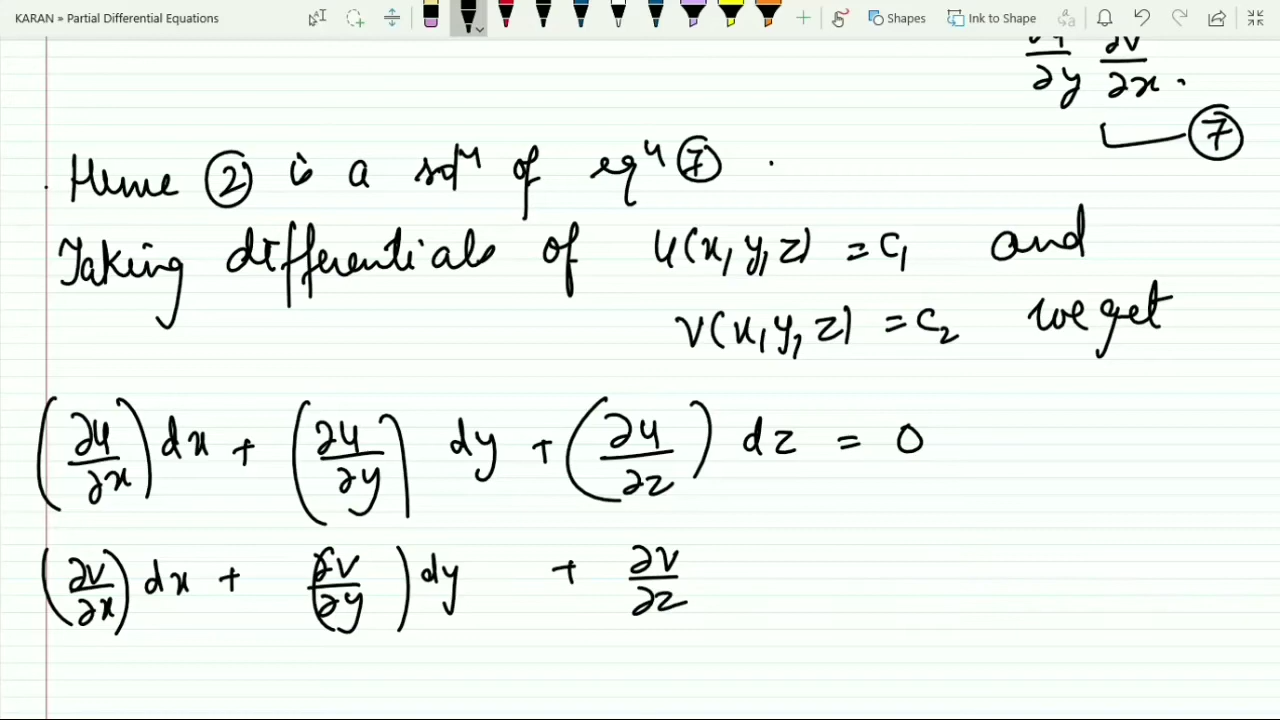 KARAN » Partial Differential Equations
Shapes
Ink to Shape
∂y ∂x .
7
Hence ② is a solⁿ of eqⁿ ⑦ .
Taking differentials of u(x, y, z) = c₁ and
v(x, y, z) = c₂ we get
(∂u/∂x) dx + (∂u/∂y) dy + (∂u/∂z) dz = 0
(∂v/∂x) dx + (∂v/∂y) dy + ∂v/∂z